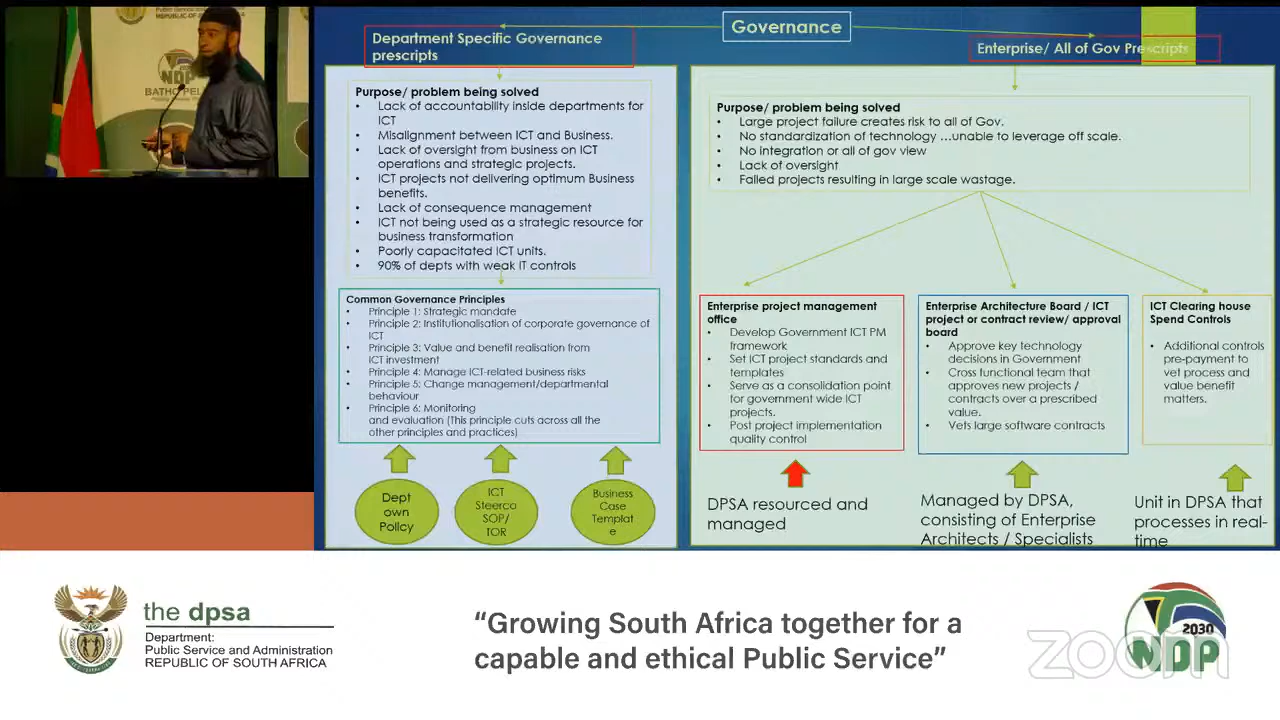 REPUBLIC OF SOUTH AFRICA
NDP
BATHO PELE
Governance
Department Specific Governance
prescripts
Enterprise/ All of Gov Prescripts
Purpose/ problem being solved
• Lack of accountability inside departments for
ICT
• Misalignment between ICT and Business.
• Lack of oversight from business on ICT
operations and strategic projects.
• ICT projects not delivering optimum Business
benefits.
• Lack of consequence management
• ICT not being used as a strategic resource for
business transformation
• Poorly capacitated ICT units.
• 90% of depts with weak IT controls
Common Governance Principles
• Principle 1: Strategic mandate
• Principle 2: Institutionalisation of corporate governance of
ICT
• Principle 3: Value and benefit realisation from
ICT investment
• Principle 4: Manage ICT-related business risks
• Principle 5: Change management/departmental
behaviour
• Principle 6: Monitoring
and evaluation (This principle cuts across all the
other principles and practices)
Dept
own
Policy
ICT
Steerco
SOP/
TOR
Business
Case
Templat
e
Purpose/ problem being solved
• Large project failure creates risk to all of Gov.
• No standardization of technology …unable to leverage off scale.
• No integration or all of gov view
• Lack of oversight
• Failed projects resulting in large scale wastage.
Enterprise project management
office
• Develop Government ICT PM
framework
• Set ICT project standards and
templates
• Serve as a consolidation point
for government wide ICT
projects.
• Post project implementation
quality control
DPSA resourced and
managed
Enterprise Architecture Board / ICT
project or contract review/ approval
board
• Approve key technology
decisions in Government
• Cross functional team that
approves new projects /
contracts over a prescribed
value.
• Vets large software contracts
Managed by DPSA,
consisting of Enterprise
Architects / Specialists
ICT Clearing house
Spend Controls
• Additional controls
pre-payment to
vet process and
value benefit
matters.
Unit in DPSA that
processes in real-
time
the dpsa
Department:
Public Service and Administration
REPUBLIC OF SOUTH AFRICA
“Growing South Africa together for a
capable and ethical Public Service”
2030
NDP
zoom